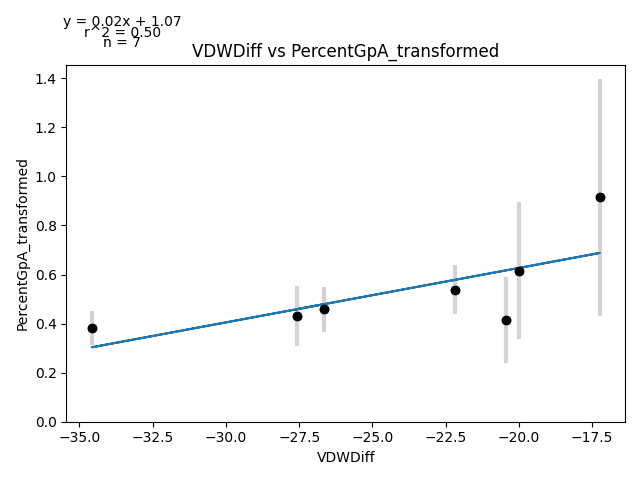 y = 0.02x + 1.07
r^2 = 0.50
n = 7
VDWDiff vs PercentGpA_transformed
PercentGpA_transformed
1.4
1.2
1.0
0.8
0.6
0.4
0.2
0.0
−35.0 −32.5 −30.0 −27.5 −25.0 −22.5 −20.0 −17.5
VDWDiff